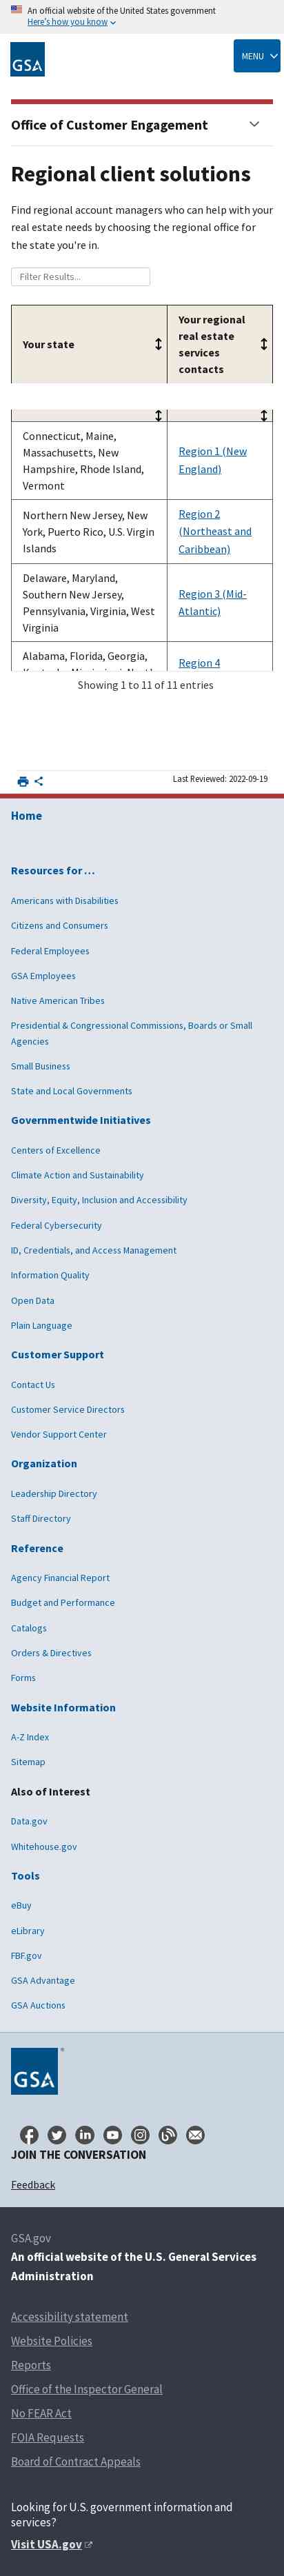 An official website of the United States government
Here's how you know
GSA
MENU
Office of Customer Engagement
Regional client solutions
Find regional account managers who can help with your
real estate needs by choosing the regional office for
the state you're in.
Filter Results...
Your state
Your regional
real estate
services
contacts
Connecticut, Maine,
Massachusetts, New
Hampshire, Rhode Island,
Vermont
Region 1 (New
England)
Northern New Jersey, New
York, Puerto Rico, U.S. Virgin
Islands
Region 2
(Northeast and
Caribbean)
Delaware, Maryland,
Southern New Jersey,
Pennsylvania, Virginia, West
Virginia
Region 3 (Mid-
Atlantic)
Alabama, Florida, Georgia,
Region 4
Showing 1 to 11 of 11 entries
Last Reviewed: 2022-09-19
Home
Resources for …
Americans with Disabilities
Citizens and Consumers
Federal Employees
GSA Employees
Native American Tribes
Presidential & Congressional Commissions, Boards or Small
Agencies
Small Business
State and Local Governments
Governmentwide Initiatives
Centers of Excellence
Climate Action and Sustainability
Diversity, Equity, Inclusion and Accessibility
Federal Cybersecurity
ID, Credentials, and Access Management
Information Quality
Open Data
Plain Language
Customer Support
Contact Us
Customer Service Directors
Vendor Support Center
Organization
Leadership Directory
Staff Directory
Reference
Agency Financial Report
Budget and Performance
Catalogs
Orders & Directives
Forms
Website Information
A-Z Index
Sitemap
Also of Interest
Data.gov
Whitehouse.gov
Tools
eBuy
eLibrary
FBF.gov
GSA Advantage
GSA Auctions
GSA
JOIN THE CONVERSATION
Feedback
GSA.gov
An official website of the U.S. General Services
Administration
Accessibility statement
Website Policies
Reports
Office of the Inspector General
No FEAR Act
FOIA Requests
Board of Contract Appeals
Looking for U.S. government information and
services?
Visit USA.gov